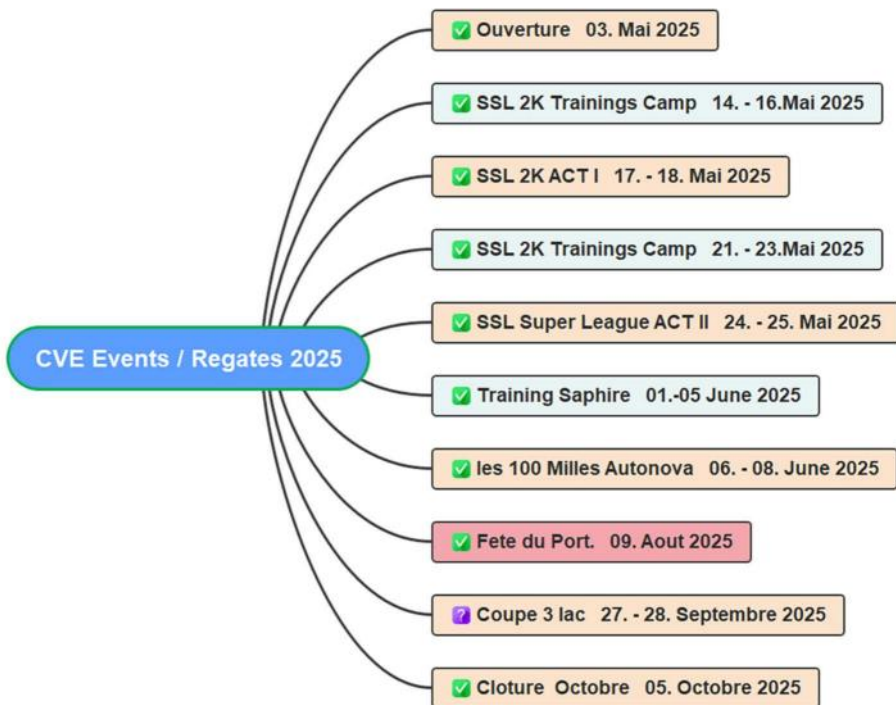 CVE Events / Regates 2025
Ouverture 03. Mai 2025
SSL 2K Trainings Camp 14. - 16.Mai 2025
SSL 2K ACT I 17. - 18. Mai 2025
SSL 2K Trainings Camp 21. - 23.Mai 2025
SSL Super League ACT II 24. - 25. Mai 2025
Training Saphire 01.-05 June 2025
les 100 Milles Autonova 06. - 08. June 2025
Fete du Port. 09. Aout 2025
Coupe 3 lac 27. - 28. Septembre 2025
Cloture Octobre 05. Octobre 2025